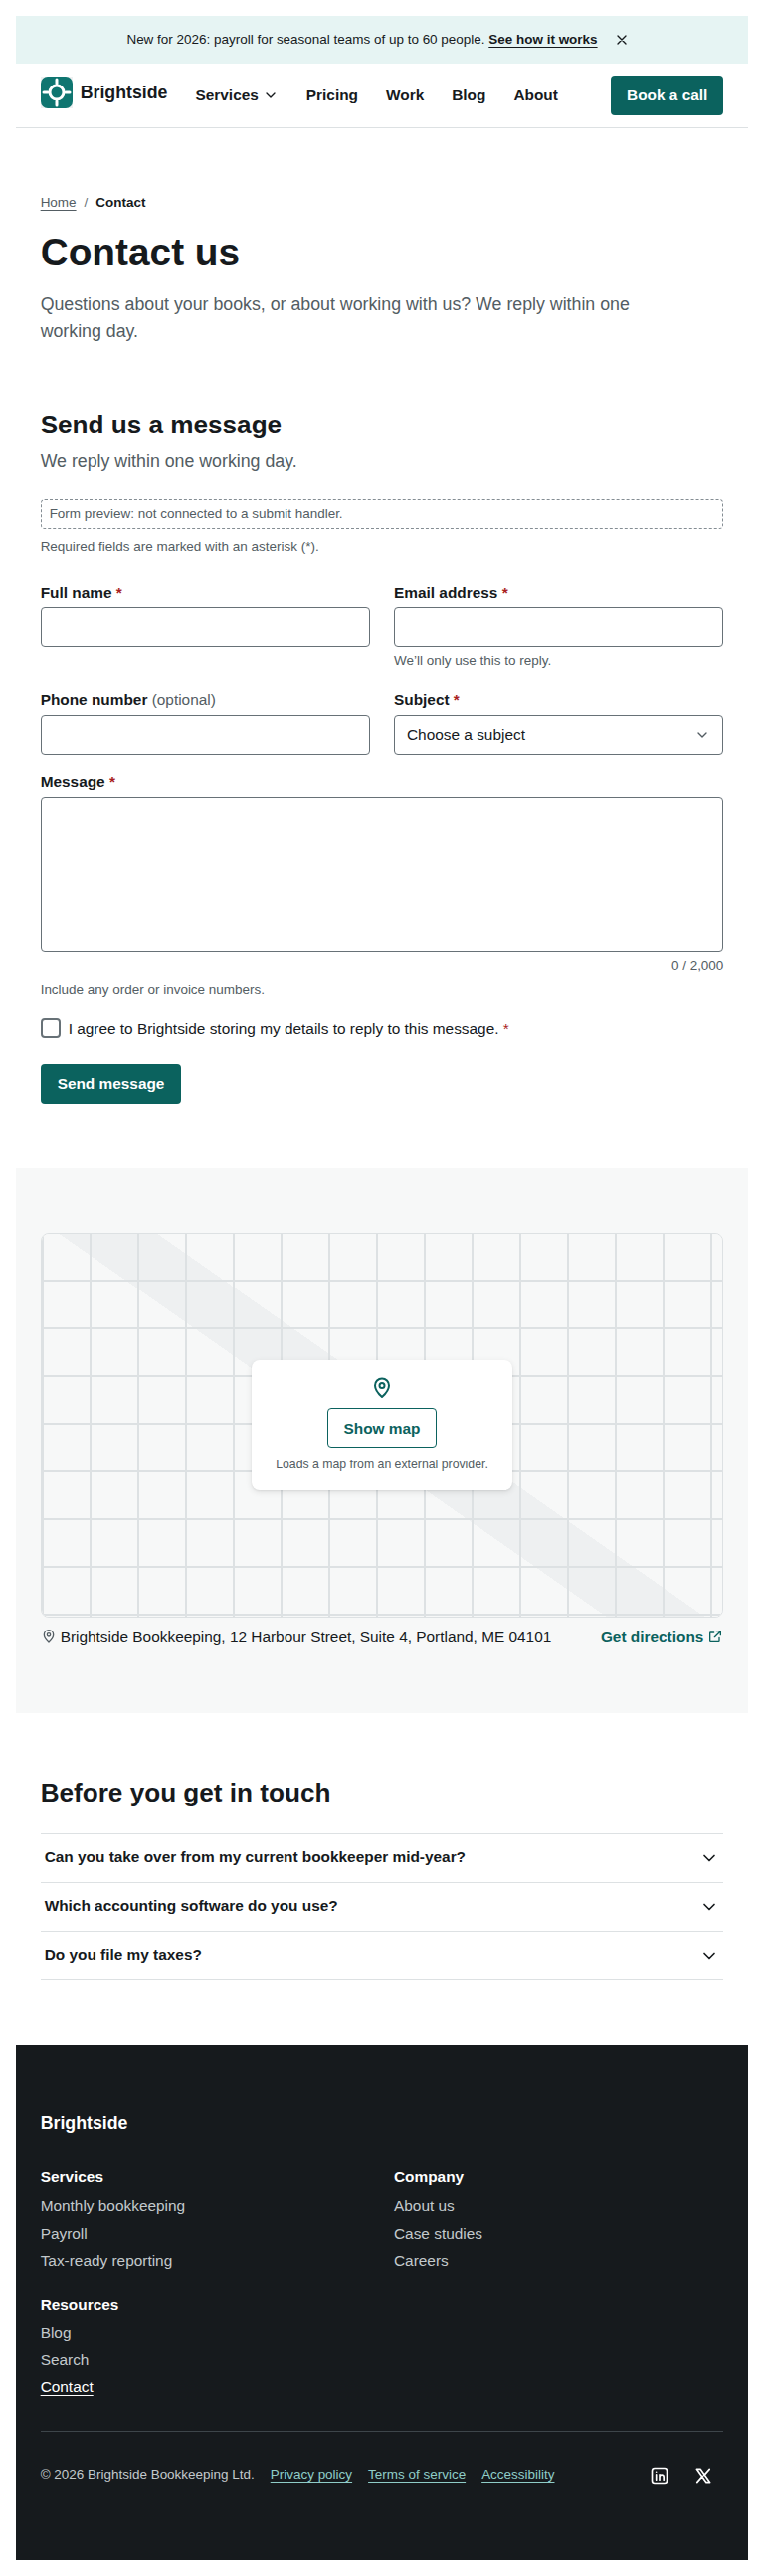 New for 2026: payroll for seasonal teams of up to 60 people. See how it works
Brightside
Services
Pricing
Work
Blog
About
Book a call
Home / Contact
Contact us
Questions about your books, or about working with us? We reply within one
working day.
Send us a message
We reply within one working day.
Form preview: not connected to a submit handler.
Required fields are marked with an asterisk (*).
Full name *
Email address *
We’ll only use this to reply.
Phone number (optional)
Subject *
Choose a subject
Message *
0 / 2,000
Include any order or invoice numbers.
I agree to Brightside storing my details to reply to this message. *
Send message
Show map
Loads a map from an external provider.
Brightside Bookkeeping, 12 Harbour Street, Suite 4, Portland, ME 04101
Get directions
Before you get in touch
Can you take over from my current bookkeeper mid-year?
Which accounting software do you use?
Do you file my taxes?
Brightside
Services
Monthly bookkeeping
Payroll
Tax-ready reporting
Company
About us
Case studies
Careers
Resources
Blog
Search
Contact
© 2026 Brightside Bookkeeping Ltd.
Privacy policy
Terms of service
Accessibility